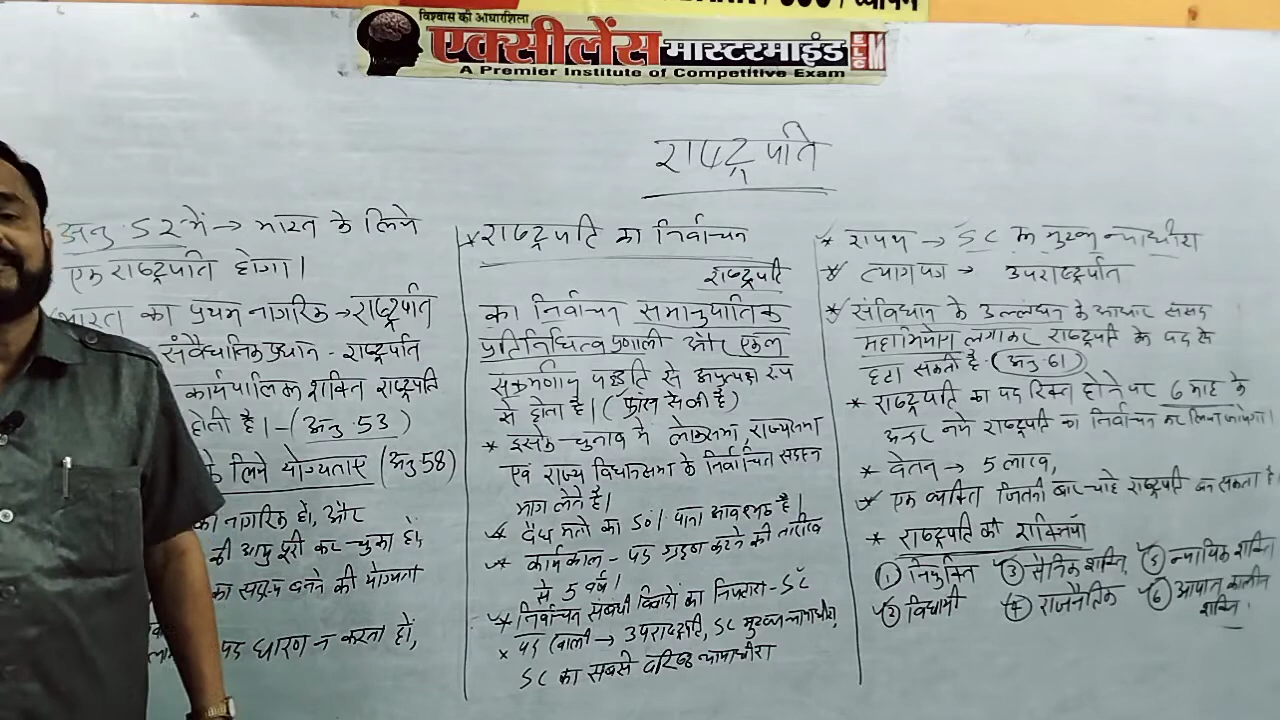 विश्वास की आधारशिला
एक्सीलेंस मास्टरमाइंड ELC M
A Premier Institute of Competitive Exam
राष्ट्रपति
अनु. 52 में → भारत के लिये
एक राष्ट्रपति होगा।
भारत का प्रथम नागरिक → राष्ट्रपति
संवैधानिक प्रधान - राष्ट्रपति
कार्यपालिका शक्ति राष्ट्रपति
होती है। - (अनु. 53)
के लिये योग्यताए (अनु 58)
का नागरिक हो, और
की आयु पूरी कर चुका हो,
का सदस्य बनने की योग्यता
पद धारण न करता हो,
* राष्ट्रपति का निर्वाचन
राष्ट्रपति
का निर्वाचन समानुपातिक
प्रतिनिधित्व प्रणाली और एकल
संक्रमणीय पद्धति से अप्रत्यक्ष रूप
से होता है। (फ्रांस से ली है)
* इसके चुनाव में लोकसभा, राज्यसभा
एवं राज्य विधानसभा के निर्वाचित सदस्य
भाग लेते है।
* वैध मतो का 50% पाना आवश्यक है।
* कार्यकाल - पद ग्रहण करने की तारीख
से 5 वर्ष।
* निर्वाचन संबंधी विवादों का निपटारा - SC
* पद खाली → उपराष्ट्रपति, SC मुख्य न्यायाधीश,
SC का सबसे वरिष्ठ न्यायाधीश
* शपथ → SC के मुख्य न्यायाधीश
* त्यागपत्र → उपराष्ट्रपति
* संविधान के उल्लंघन के आधार संसद
महाभियोग लगाकर राष्ट्रपति के पद से
हटा सकती है. (अनु. 61)
* राष्ट्रपति का पद रिक्त होने पर 6 माह के
अन्दर नये राष्ट्रपति का निर्वाचन कर लिया जायेगा।
* वेतन → 5 लाख,
* एक व्यक्ति जितनी बार चाहे राष्ट्रपति बन सकता है
* राष्ट्रपति की शक्तियाँ
① नियुक्ति ③ सैनिक शक्ति, ⑤ न्यायिक शक्ति
② विधायी ④ राजनैतिक ⑥ आपात कालीन
शक्ति.